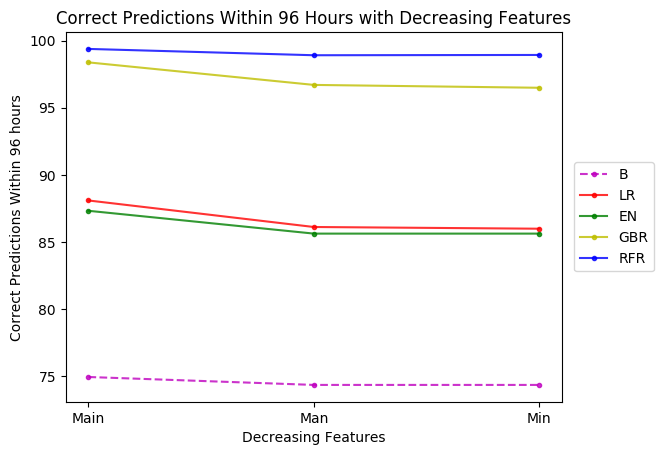 Correct Predictions Within 96 Hours with Decreasing Features
Correct Predictions Within 96 hours
100
95
90
85
80
75
Main
Man
Min
Decreasing Features
B
LR
EN
GBR
RFR